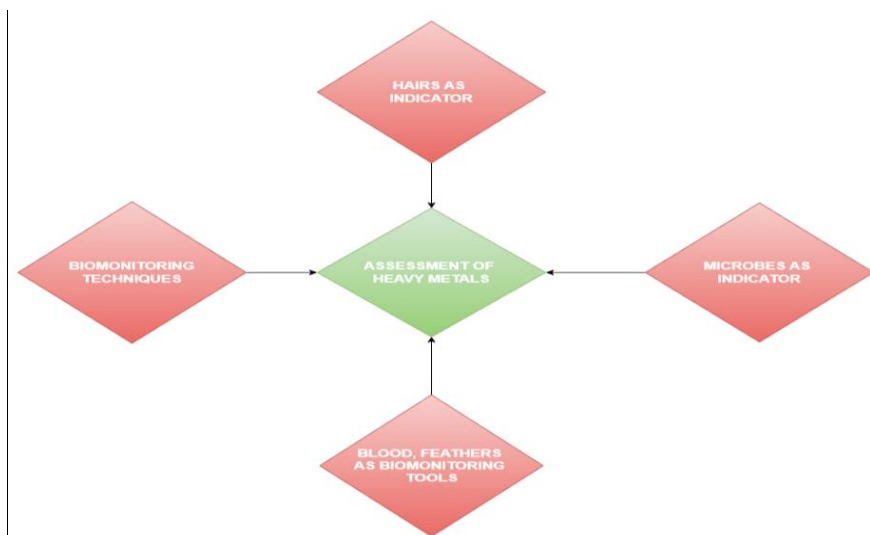 HAIRS AS
INDICATOR
BIOMONITORING
TECHNIQUES
ASSESSMENT OF
HEAVY METALS
MICROBES AS
INDICATOR
BLOOD, FEATHERS
AS BIOMONITORING
TOOLS